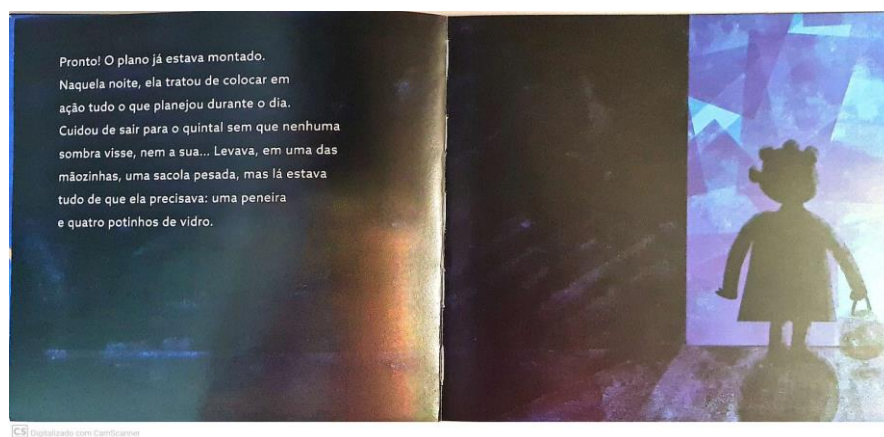 Pronto! O plano já estava montado.
Naquela noite, ela tratou de colocar em
ação tudo o que planejou durante o dia.
Cuidou de sair para o quintal sem que nenhuma
sombra visse, nem a sua... Levava, em uma das
mãozinhas, uma sacola pesada, mas lá estava
tudo de que ela precisava: uma peneira
e quatro potinhos de vidro.
CS Digitalizado com CamScanner